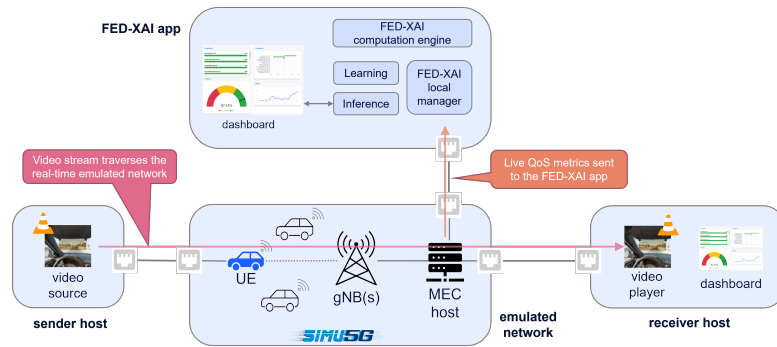 FED-XAI app
FED-XAI
computation engine
Learning
Inference
FED-XAI
local
manager
dashboard
Video stream traverses the
real-time emulated network
Live QoS metrics sent
to the FED-XAI app
video
source
UE
gNB(s)
MEC
host
video
player
dashboard
sender host
SIMU5G
emulated
network
receiver host